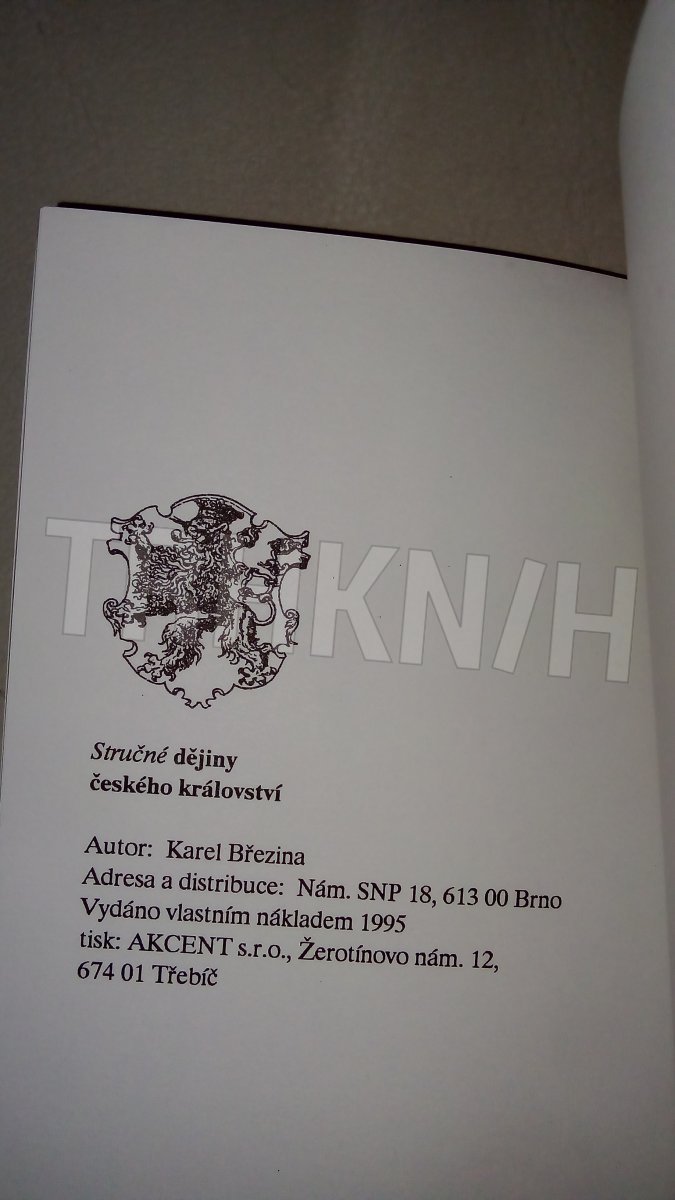 Stručné dějiny
českého království
Autor: Karel Březina
Adresa a distribuce: Nám. SNP 18, 613 00 Brno
Vydáno vlastním nákladem 1995
tisk: AKCENT s.r.o., Žerotínovo nám. 12,
674 01 Třebíč